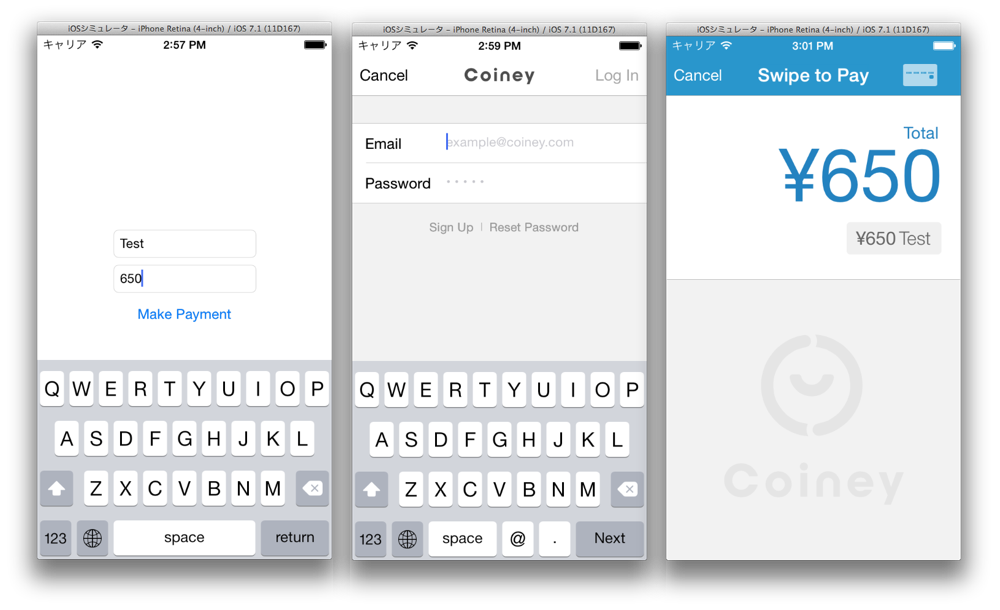 iOSシミュレータ - iPhone Retina (4-inch) / iOS 7.1 (11D167)
キャリア 2:57 PM
Test
650
Make Payment
Q W E R T Y U I O P
A S D F G H J K L
Z X C V B N M
123 space return
iOSシミュレータ - iPhone Retina (4-inch) / iOS 7.1 (11D167)
キャリア 2:59 PM
Cancel Coiney Log In
Email example@coiney.com
Password
Sign Up | Reset Password
Q W E R T Y U I O P
A S D F G H J K L
Z X C V B N M
123 space @ . Next
iOSシミュレータ - iPhone Retina (4-inch) / iOS 7.1 (11D167)
キャリア 3:01 PM
Cancel Swipe to Pay
Total
¥650
¥650 Test
Coiney